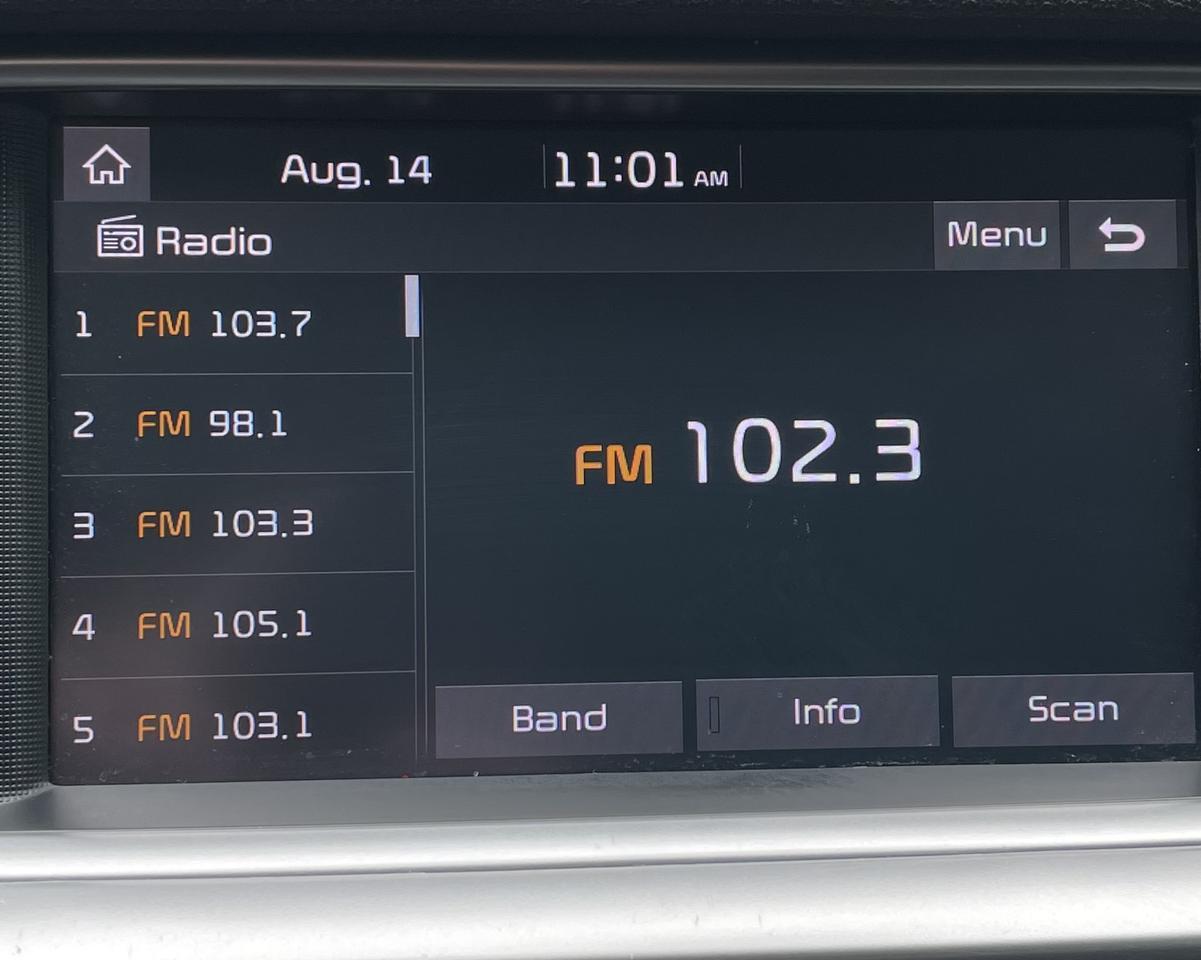 Aug. 14 11:01 AM
Radio Menu
1 FM 103.7
2 FM 98.1
3 FM 103.3
4 FM 105.1
5 FM 103.1
FM 102.3
Band Info Scan